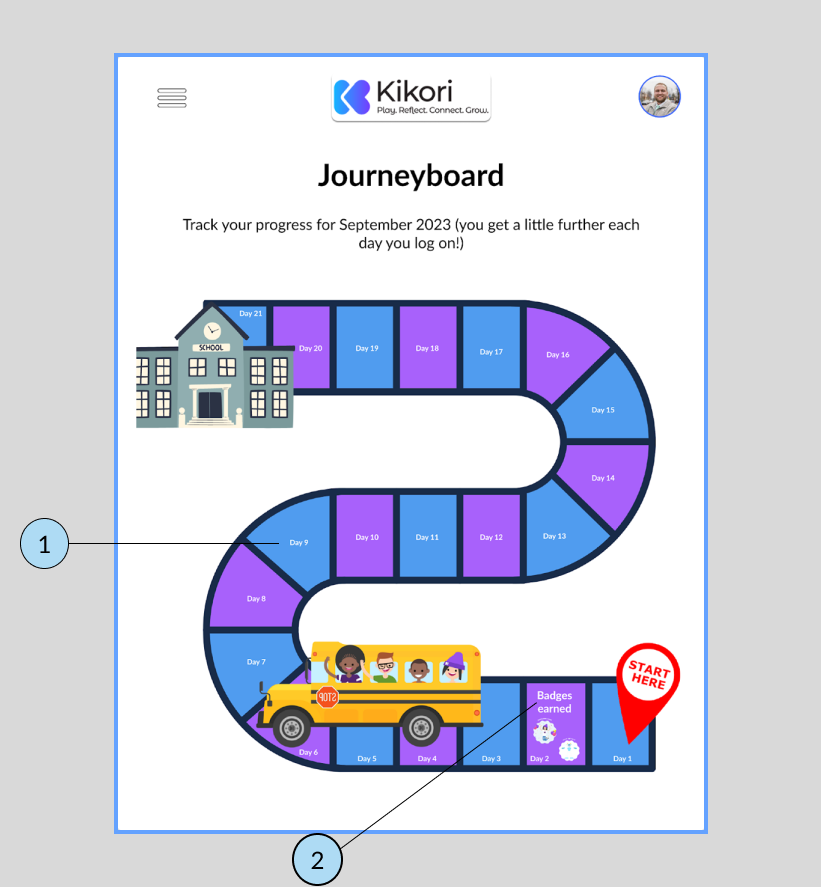 Kikori
Play. Reflect. Connect. Grow.
Journeyboard
Track your progress for September 2023 (you get a little further each
day you log on!)
Day 21
SCHOOL
Day 20
Day 19
Day 18
Day 17
Day 16
Day 15
Day 14
Day 13
Day 12
Day 11
Day 10
Day 9
1
Day 8
Day 7
STOP
Day 6
Day 5
Day 4
Day 3
Badges
earned
Day 2
START
HERE
Day 1
2